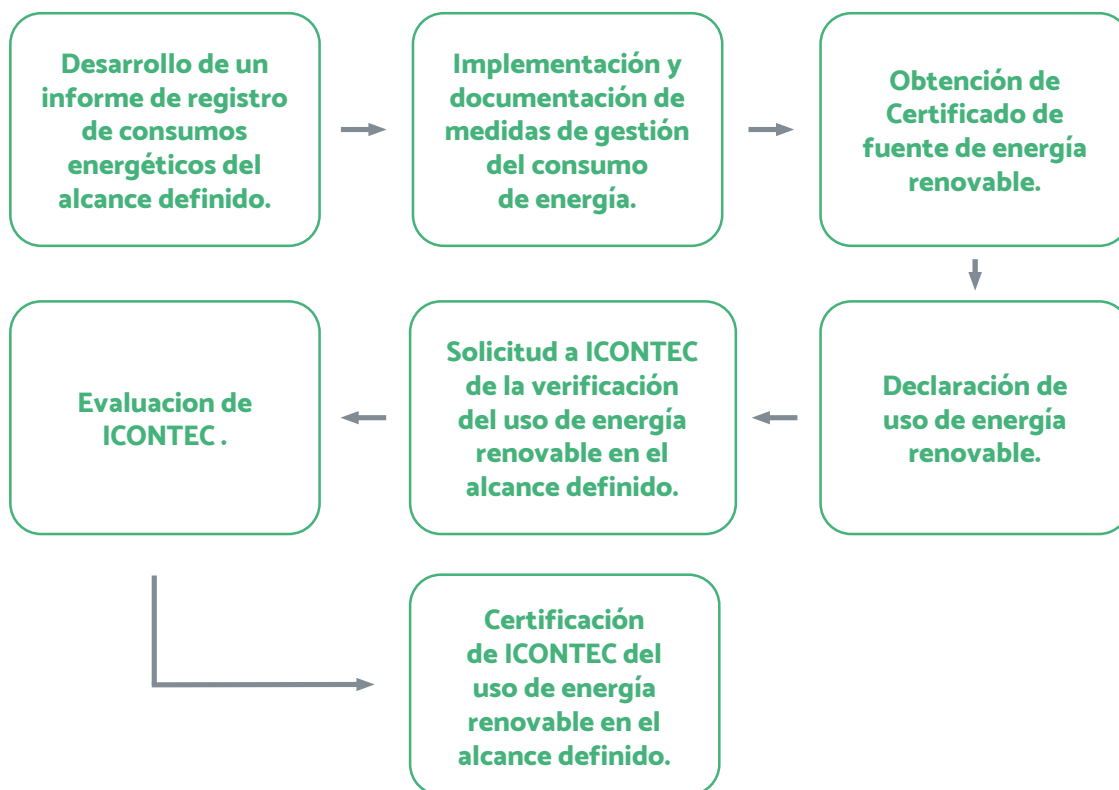 Desarrollo de un
informe de registro
de consumos
energéticos del
alcance definido.
Implementación y
documentación de
medidas de gestión
del consumo
de energía.
Obtención de
Certificado de
fuente de energía
renovable.
Declaración de
uso de energía
renovable.
Solicitud a ICONTEC
de la verificación
del uso de energía
renovable en el
alcance definido.
Evaluacion de
ICONTEC .
Certificación
de ICONTEC del
uso de energía
renovable en el
alcance definido.